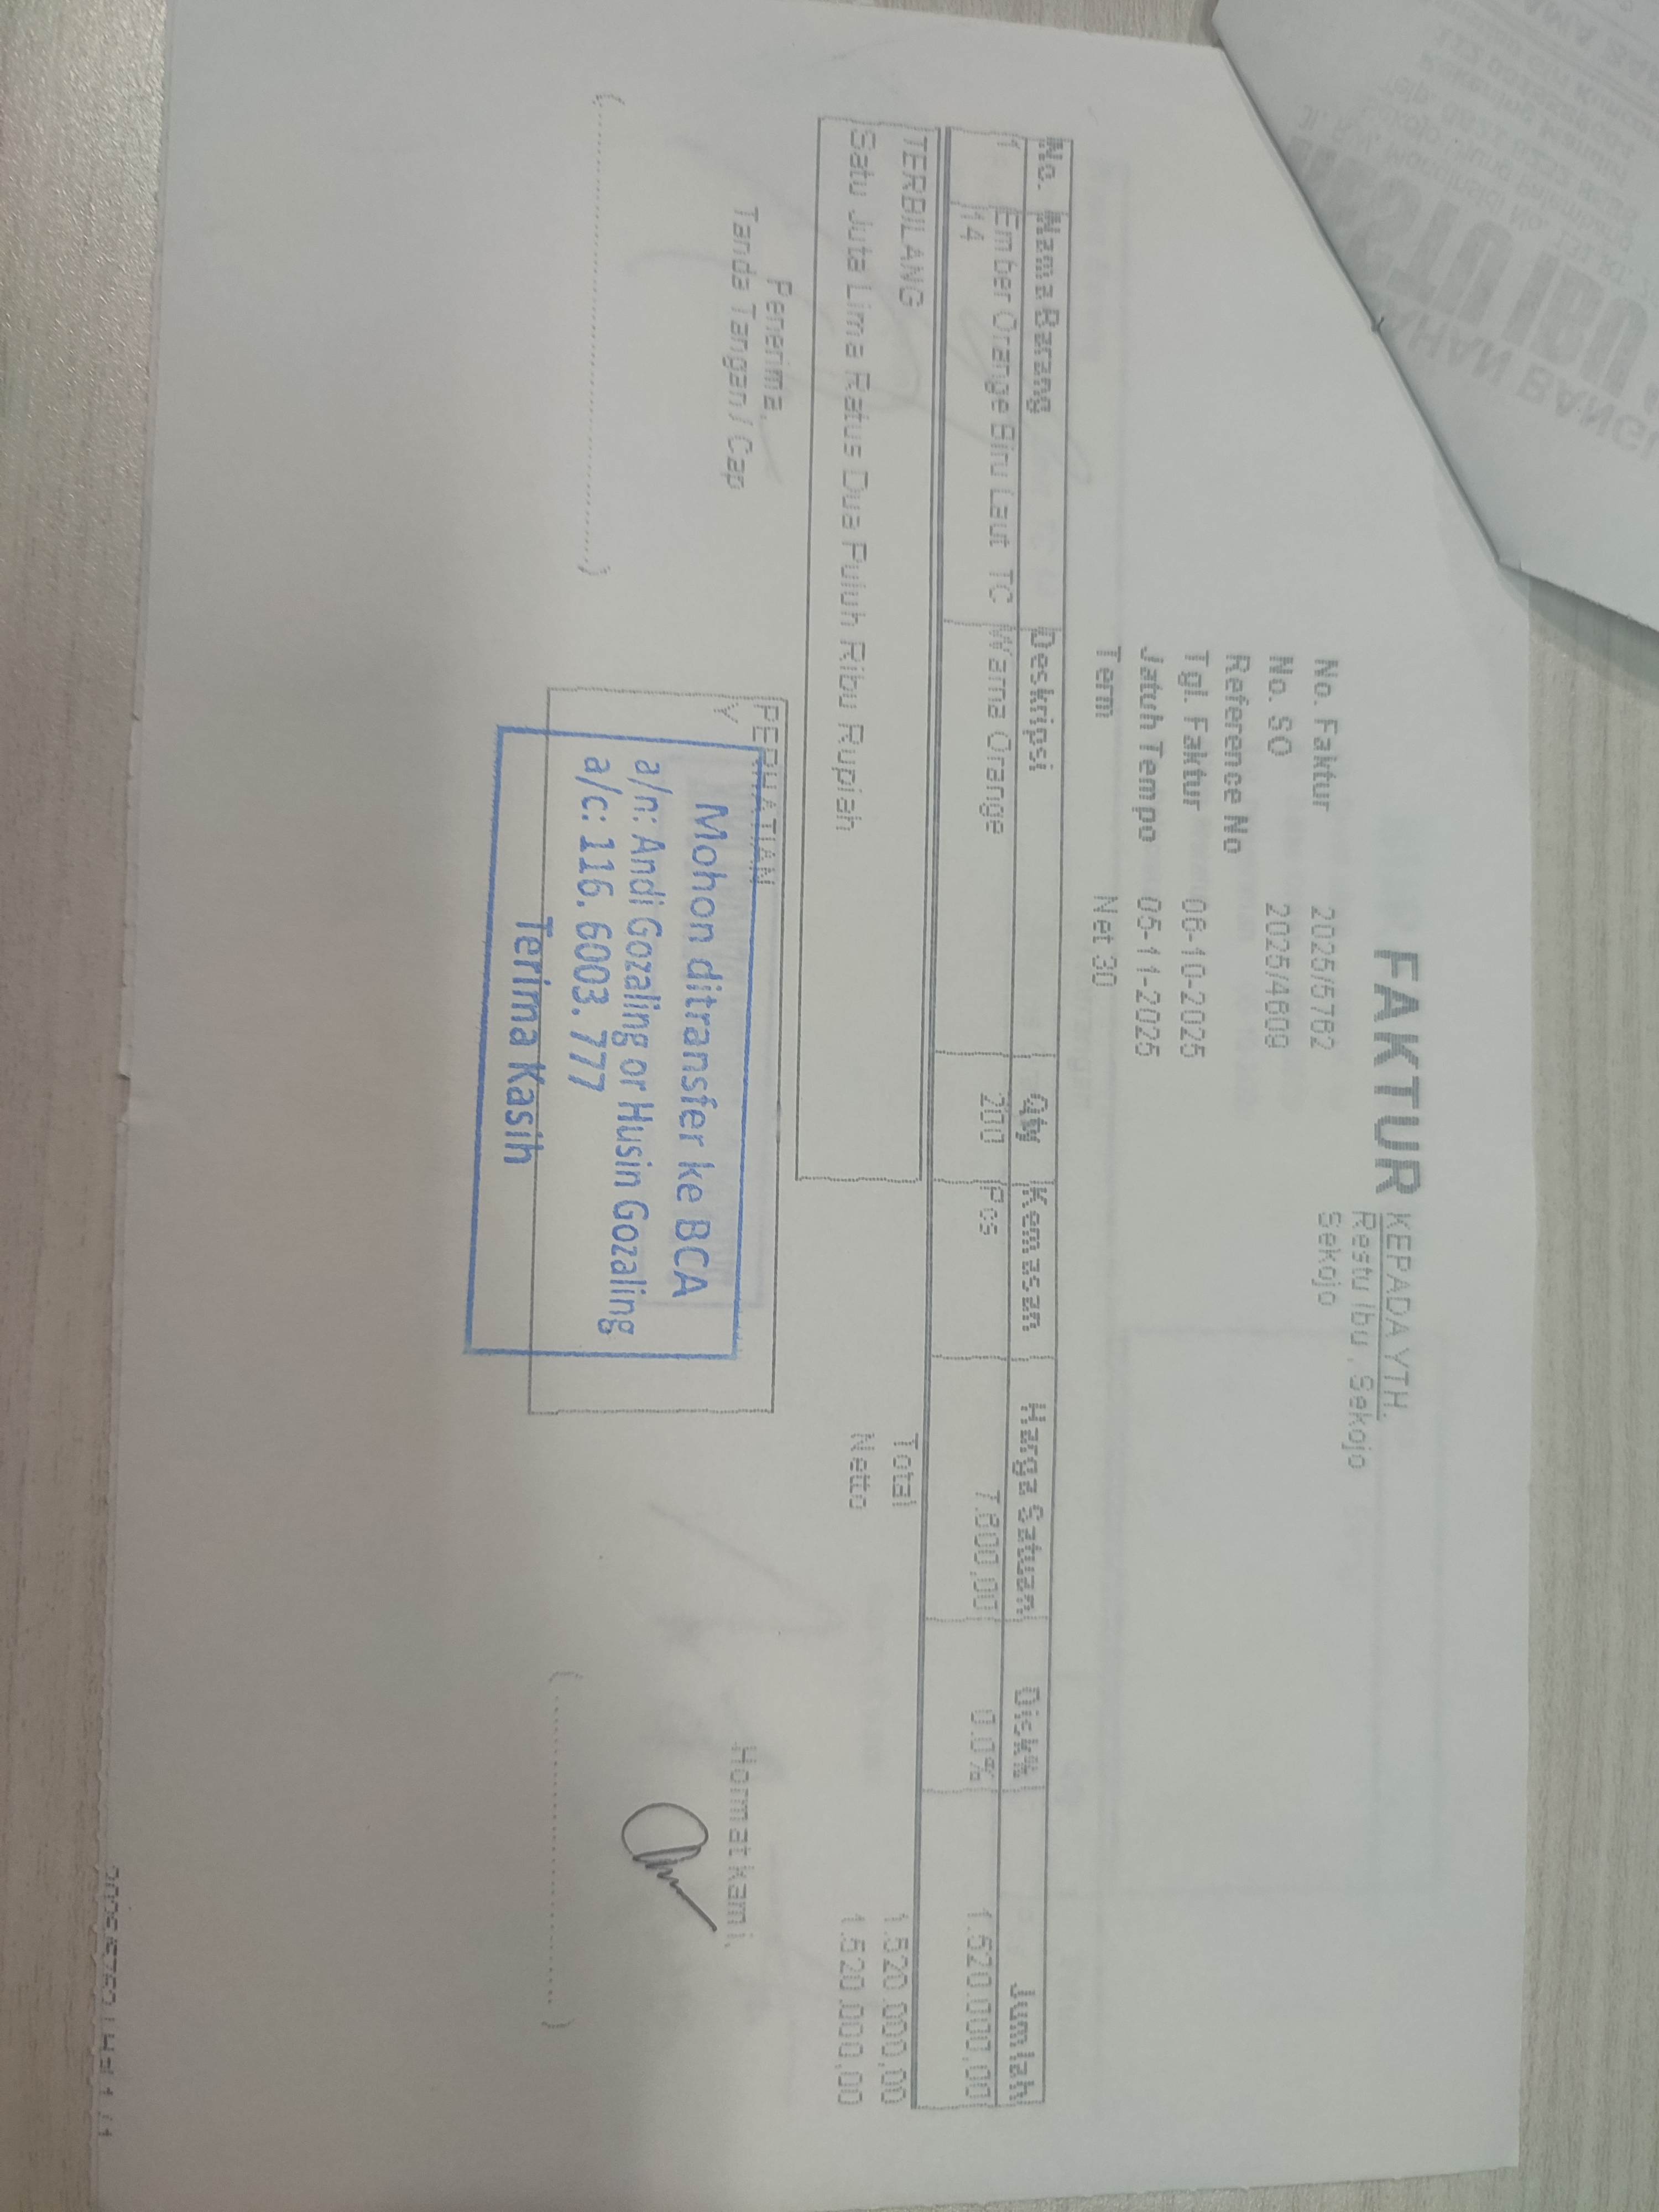 FAKTUR
KEPADA YTH.
Restu Ibu , Sekojo
Sekojo
No. Faktur 2025/5782
No. SO 2025/4609
Reference No
Tgl. Faktur 06-10-2025
Jatuh Tempo 05-11-2025
Term Net 30
No. Nama Barang Deskripsi Qty Kemasan Harga Satuan Disk% Jumlah
1 Ember Orange Biru Laut TC Warna Orange 200 Pcs 7.600,00 0.0% 1.520.000,00
14
TERBILANG
Satu Juta Lima Ratus Dua Puluh Ribu Rupiah
Total 1.520.000,00
Netto 1.520.000,00
Penerima,
Tanda Tangan / Cap
PERHATIAN
Y
Mohon ditransfer ke BCA
a/n: Andi Gozaling or Husin Gozaling
a/c: 116. 6003. 777
Terima Kasih
Hormat kami,
(..............................)
(..............................)